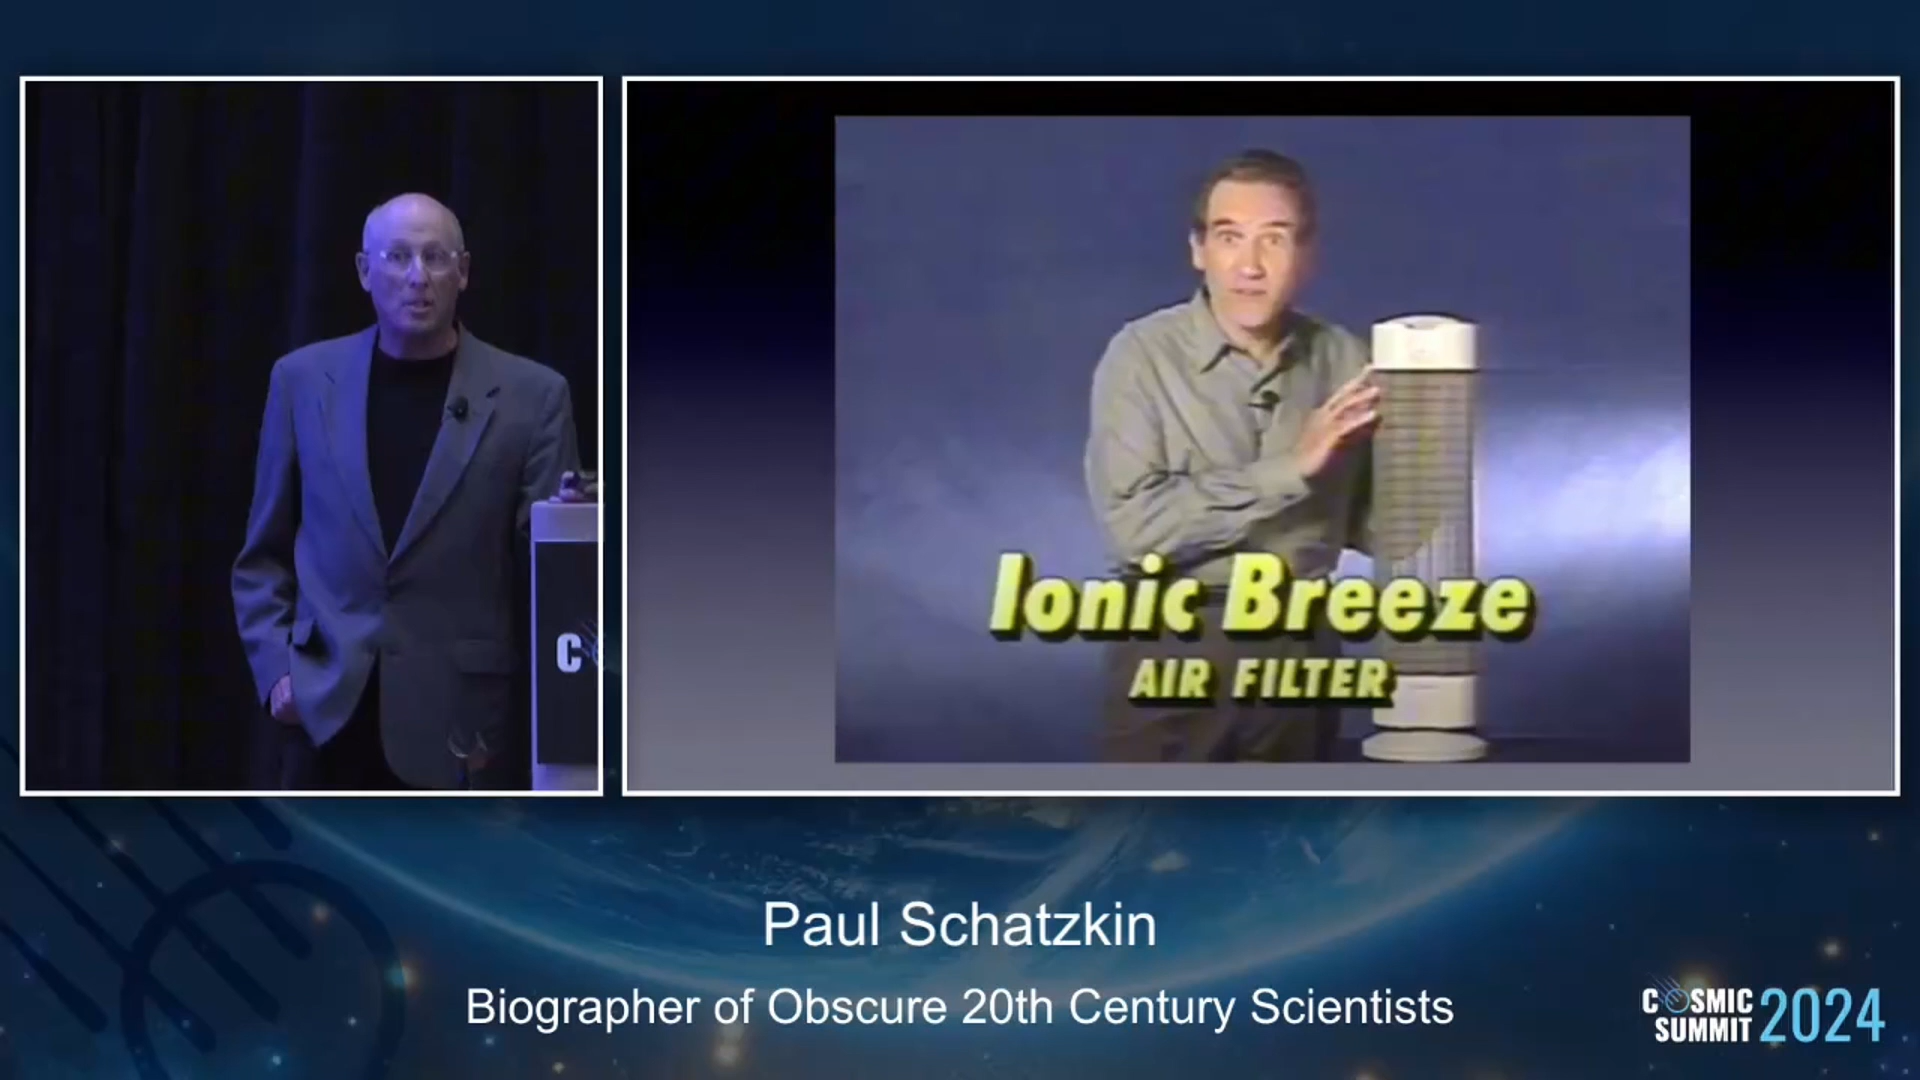 Ionic Breeze
AIR FILTER
C
Paul Schatzkin
Biographer of Obscure 20th Century Scientists
COSMIC
SUMMIT 2024